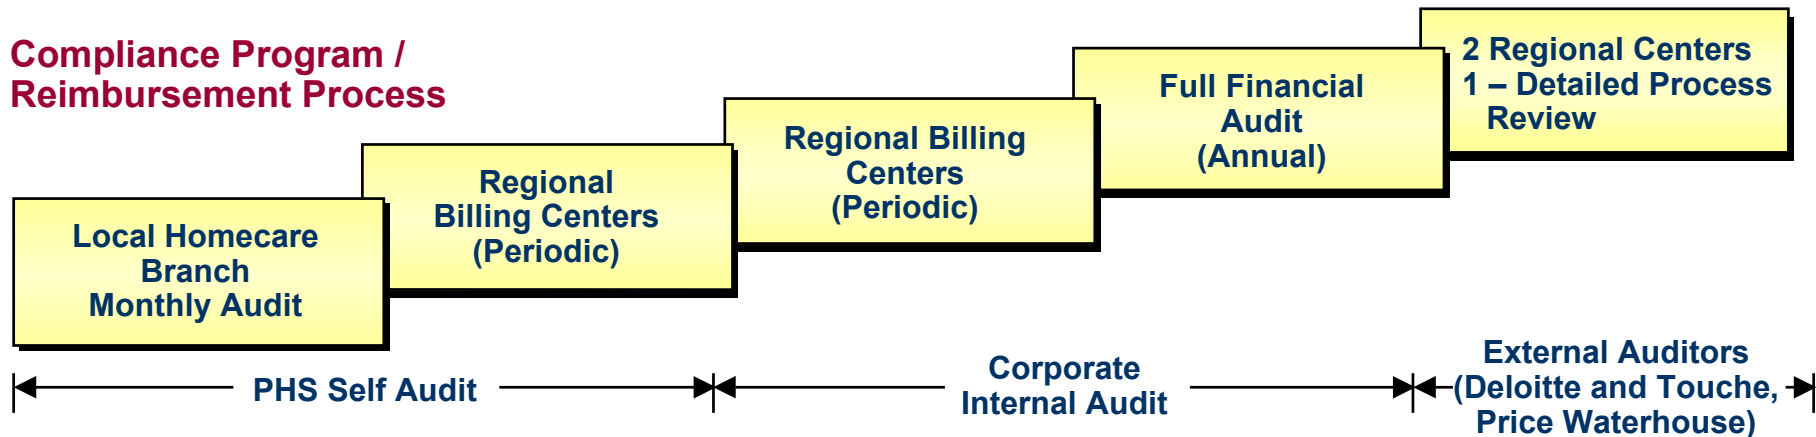 Compliance Program /
Reimbursement Process
Local Homecare
Branch
Monthly Audit
Regional
Billing Centers
(Periodic)
Regional Billing
Centers
(Periodic)
Full Financial
Audit
(Annual)
2 Regional Centers
1 – Detailed Process
Review
PHS Self Audit
Corporate
Internal Audit
External Auditors
(Deloitte and Touche,
Price Waterhouse)